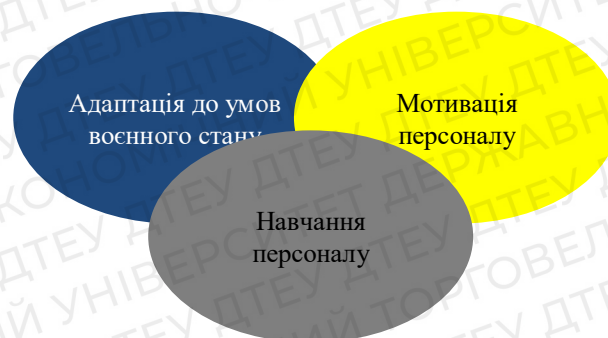 Адаптація до умов
воєнного стану
Мотивація
персоналу
Навчання
персоналу